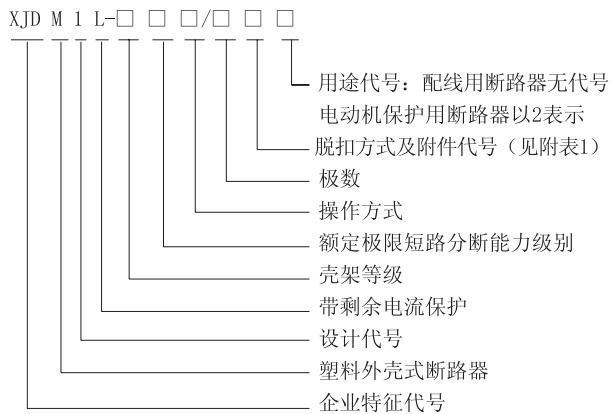 XJD M 1 L-□ □ □/□ □ □
用途代号：配线用断路器无代号
电动机保护用断路器以2表示
脱扣方式及附件代号（见附表1）
极数
操作方式
额定极限短路分断能力级别
壳架等级
带剩余电流保护
设计代号
塑料外壳式断路器
企业特征代号